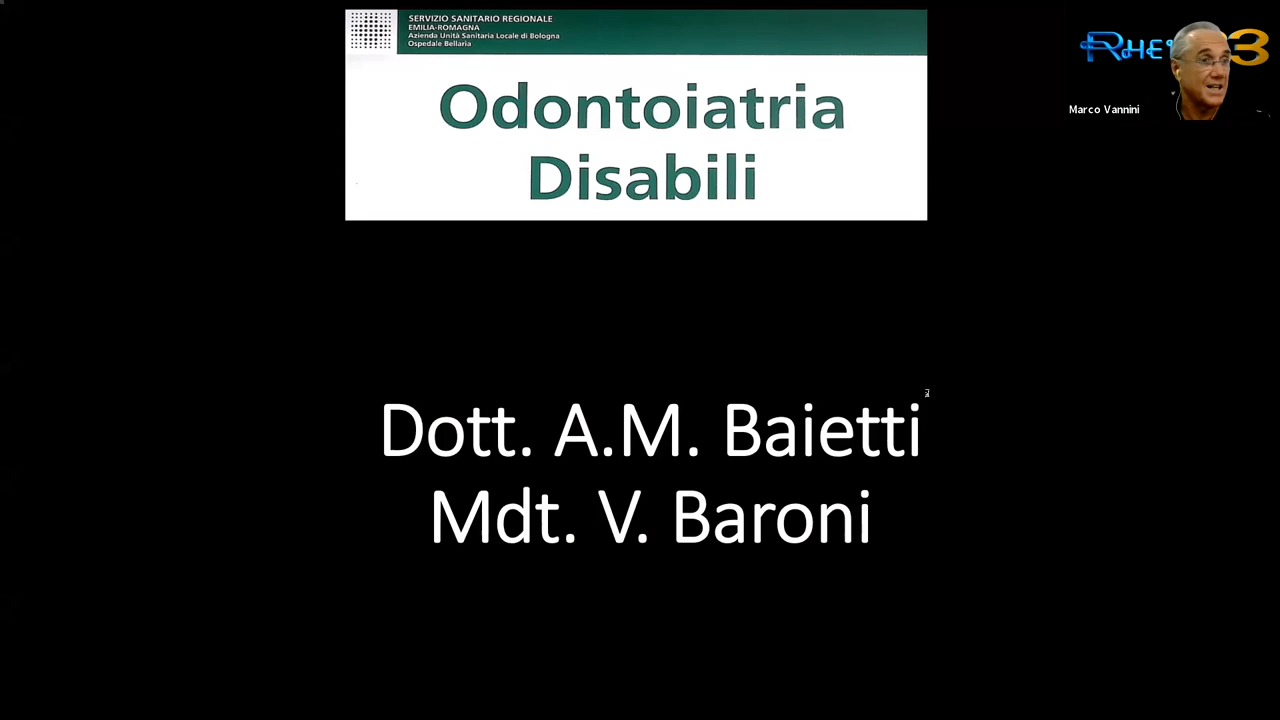 SERVIZIO SANITARIO REGIONALE
EMILIA-ROMAGNA
Azienda Unità Sanitaria Locale di Bologna
Ospedale Bellaria
Odontoiatria
Disabili
Marco Vannini
Dott. A.M. Baietti
Mdt. V. Baroni